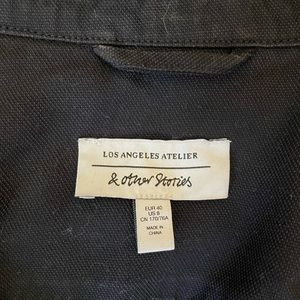 LOS ANGELES ATELIER
& other Stories
EUR 40
US 8
CN 170/76A
MADE IN
CHINA